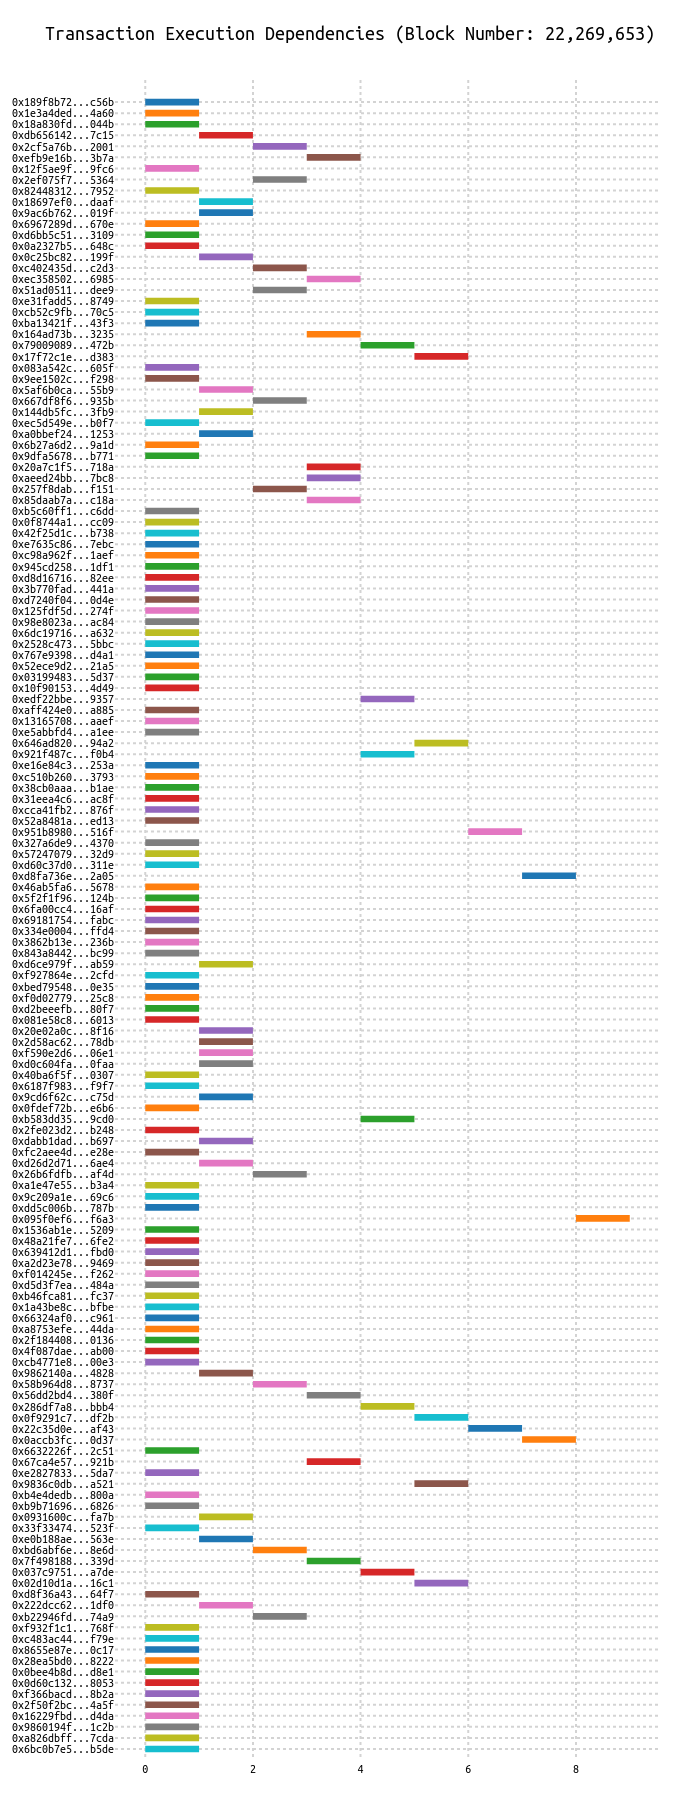 Transaction Execution Dependencies (Block Number: 22,269,653)
0x189f8b72...c56b
0x1e3a4ded...4a60
0x18a830fd...044b
0xdb656142...7c15
0x2cf5a76b...2001
0xefb9e16b...3b7a
0x12f5ae9f...9fc6
0x2ef075f7...5364
0x82448312...7952
0x18697ef0...daaf
0x9ac6b762...019f
0x6967289d...670e
0xd6bb5c51...3109
0x0a2327b5...648c
0x0c25bc82...199f
0xc402435d...c2d3
0xec358502...6985
0x51ad0511...dee9
0xe31fadd5...8749
0xcb52c9fb...70c5
0xba13421f...43f3
0x164ad73b...3235
0x79009089...472b
0x17f72c1e...d383
0x083a542c...605f
0x9ee1502c...f298
0x5af6b0ca...55b9
0x667df8f6...935b
0x144db5fc...3fb9
0xec5d549e...b0f7
0xa0bbef24...1253
0x6b27a6d2...9a1d
0x9dfa5678...b771
0x20a7c1f5...718a
0xaeed24bb...7bc8
0x257f8dab...f151
0x85daab7a...c18a
0xb5c60ff1...c6dd
0x0f8744a1...cc09
0x42f25d1c...b738
0xe7635c86...7ebc
0xc98a962f...1aef
0x945cd258...1df1
0xd8d16716...82ee
0x3b770fad...441a
0xd7240f04...0d4e
0x125fdf5d...274f
0x98e8023a...ac84
0x6dc19716...a632
0x2528c473...5bbc
0x767e9398...d4a1
0x52ece9d2...21a5
0x03199483...5d37
0x10f90153...4d49
0xedf22bbe...9357
0xaff424e0...a885
0x13165708...aaef
0xe5abbfd4...a1ee
0x646ad820...94a2
0x921f487c...f0b4
0xe16e84c3...253a
0xc510b260...3793
0x38cb0aaa...b1ae
0x31eea4c6...ac8f
0xcca41fb2...876f
0x52a8481a...ed13
0x951b8980...516f
0x327a6de9...4370
0x57247079...32d9
0xd60c37d0...311e
0xd8fa736e...2a05
0x46ab5fa6...5678
0x5f2f1f96...124b
0x6fa00cc4...16af
0x69181754...fabc
0x334e0004...ffd4
0x3862b13e...236b
0x843a8442...bc99
0xd6ce979f...ab59
0xf927864e...2cfd
0xbed79548...0e35
0xf0d02779...25c8
0xd2beeefb...80f7
0x081e58c8...6013
0x20e02a0c...8f16
0x2d58ac62...78db
0xf590e2d6...06e1
0xd0c604fa...0faa
0x40ba6f5f...0307
0x6187f983...f9f7
0x9cd6f62c...c75d
0x0fdef72b...e6b6
0xb583dd35...9cd0
0x2fe023d2...b248
0xdabb1dad...b697
0xfc2aee4d...e28e
0xd26d2d71...6ae4
0x26b6fdfb...af4d
0xa1e47e55...b3a4
0x9c209a1e...69c6
0xdd5c006b...787b
0x095f0ef6...f6a3
0x1536ab1e...5209
0x48a21fe7...6fe2
0x639412d1...fbd0
0xa2d23e78...9469
0xf014245e...f262
0xd5d3f7ea...484a
0xb46fca81...fc37
0x1a43be8c...bfbe
0x66324af0...c961
0xa8753efe...44da
0x2f184408...0136
0x4f087dae...ab00
0xcb4771e8...00e3
0x9862140a...4828
0x58b964d8...8737
0x56dd2bd4...380f
0x286df7a8...bbb4
0x0f9291c7...df2b
0x22c35d0e...af43
0x0accb3fc...0d37
0x6632226f...2c51
0x67ca4e57...921b
0xe2827833...5da7
0x9836c0db...a521
0xb4e4dedb...800a
0xb9b71696...6826
0x0931600c...fa7b
0x33f33474...523f
0xe0b188ae...563e
0xbd6abf6e...8e6d
0x7f498188...339d
0x037c9751...a7de
0x02d10d1a...16c1
0xd8f36a43...64f7
0x222dcc62...1df0
0xb22946fd...74a9
0xf932f1c1...768f
0xc483ac44...f79e
0x8655e87e...0c17
0x28ea5bd0...8222
0x0bee4b8d...d8e1
0x0d60c132...8053
0xf366bacd...8b2a
0x2f50f2bc...4a5f
0x16229fbd...d4da
0x9860194f...1c2b
0xa826dbff...7cda
0x6bc0b7e5...b5de
0 2 4 6 8